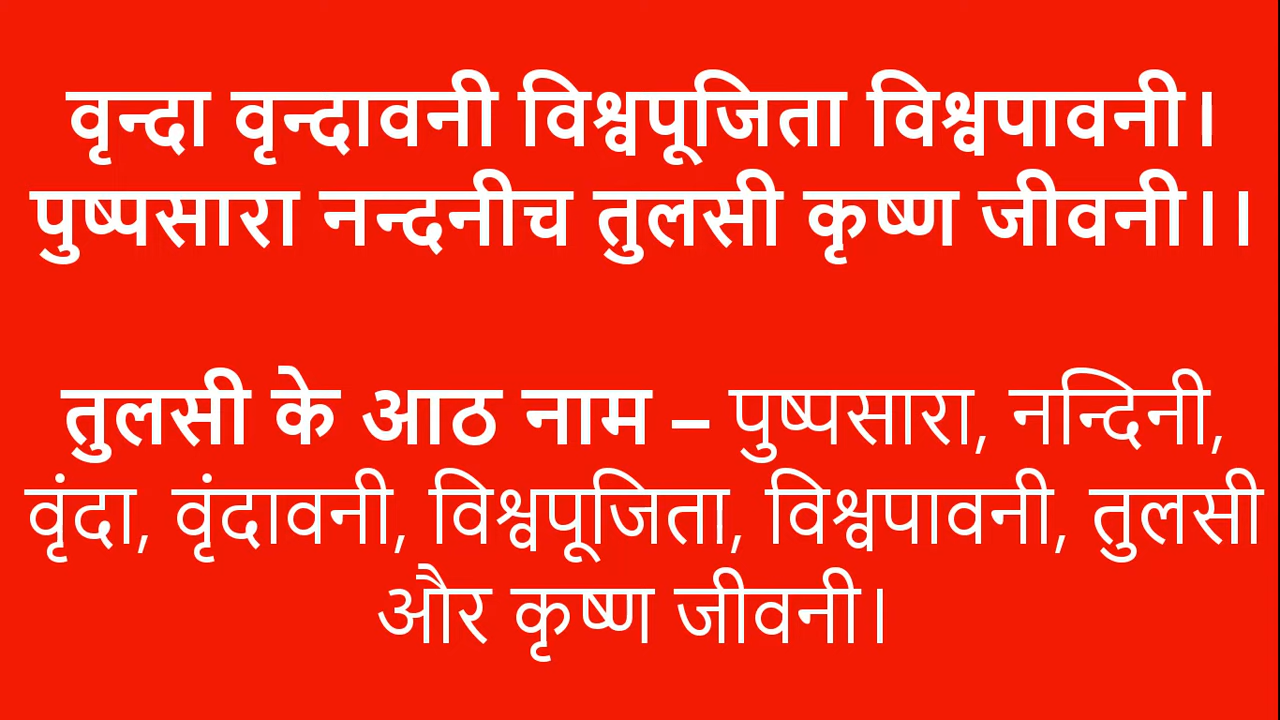 वृन्दा वृन्दावनी विश्वपूजिता विश्वपावनी।
पुष्पसारा नन्दनीच तुलसी कृष्ण जीवनी।।
तुलसी के आठ नाम – पुष्पसारा, नन्दिनी,
वृंदा, वृंदावनी, विश्वपूजिता, विश्वपावनी, तुलसी
और कृष्ण जीवनी।